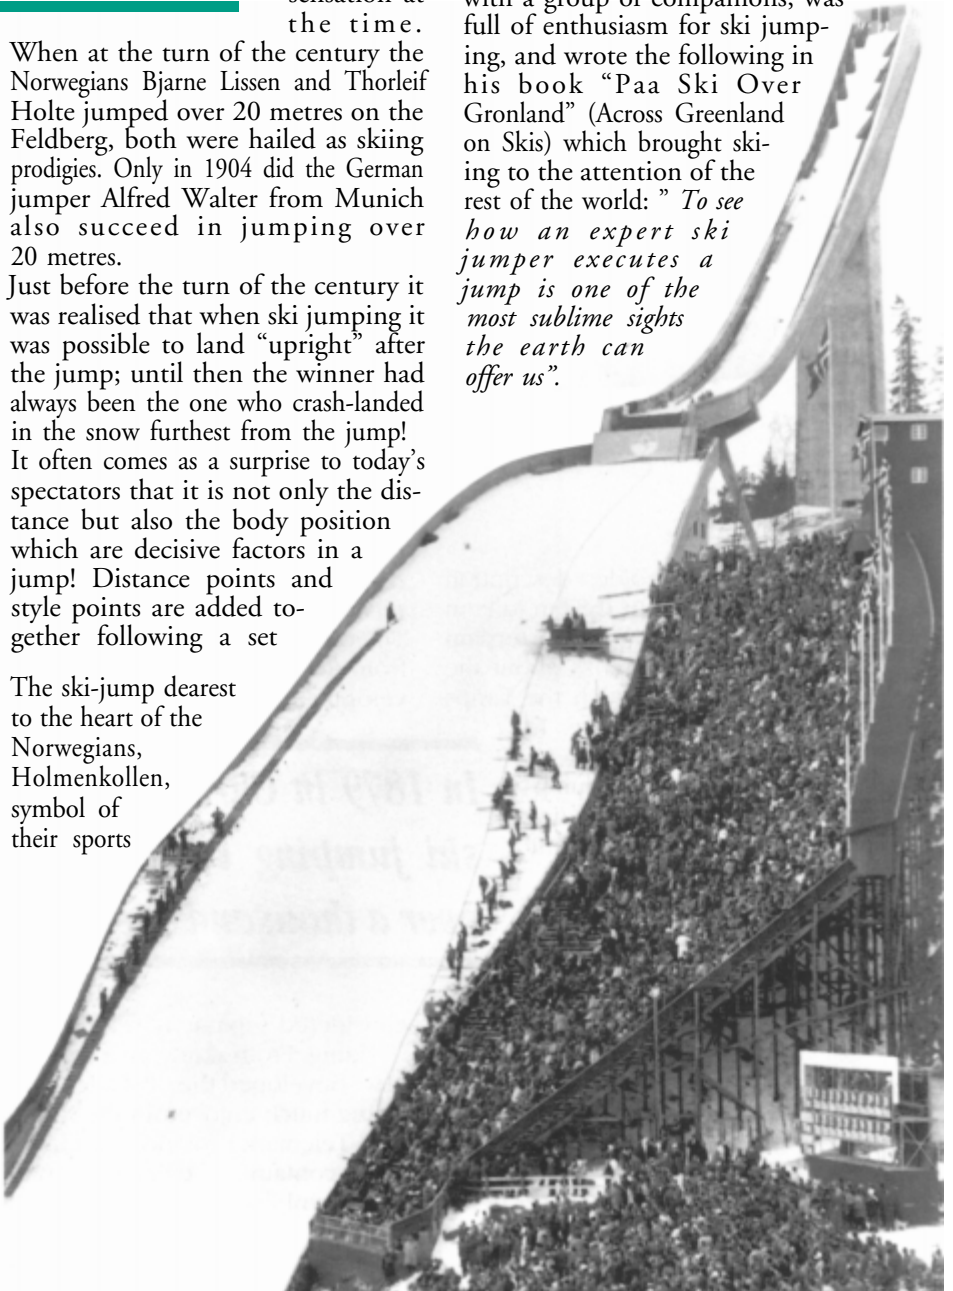 sensation at
the time.
When at the turn of the century the
Norwegians Bjarne Lissen and Thorleif
Holte jumped over 20 metres on the
Feldberg, both were hailed as skiing
prodigies. Only in 1904 did the German
jumper Alfred Walter from Munich
also succeed in jumping over
20 metres.
Just before the turn of the century it
was realised that when ski jumping it
was possible to land “upright” after
the jump; until then the winner had
always been the one who crash-landed
in the snow furthest from the jump!
It often comes as a surprise to today’s
spectators that it is not only the dis-
tance but also the body position
which are decisive factors in a
jump! Distance points and
style points are added to-
gether following a set
The ski-jump dearest
to the heart of the
Norwegians,
Holmenkollen,
symbol of
their sports
with a group of companions, was
full of enthusiasm for ski jump-
ing, and wrote the following in
his book “Paa Ski Over
Gronland” (Across Greenland
on Skis) which brought ski-
ing to the attention of the
rest of the world: ” To see
how an expert ski
jumper executes a
jump is one of the
most sublime sights
the earth can
offer us”.